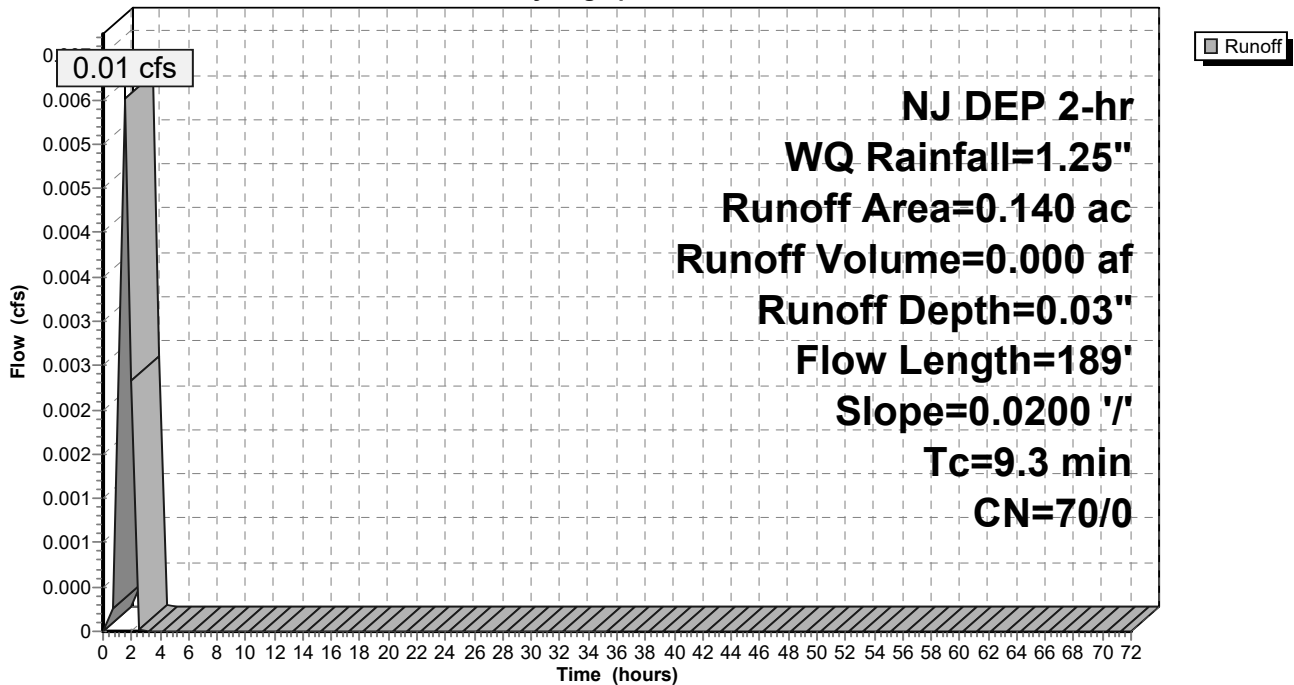 0.01 cfs
Runoff
NJ DEP 2-hr
WQ Rainfall=1.25"
Runoff Area=0.140 ac
Runoff Volume=0.000 af
Runoff Depth=0.03"
Flow Length=189'
Slope=0.0200 '/'
Tc=9.3 min
CN=70/0
Flow (cfs)
0.006
0.005
0.005
0.004
0.004
0.003
0.003
0.002
0.002
0.001
0.001
0.000
0
0 2 4 6 8 10 12 14 16 18 20 22 24 26 28 30 32 34 36 38 40 42 44 46 48 50 52 54 56 58 60 62 64 66 68 70 72
Time (hours)